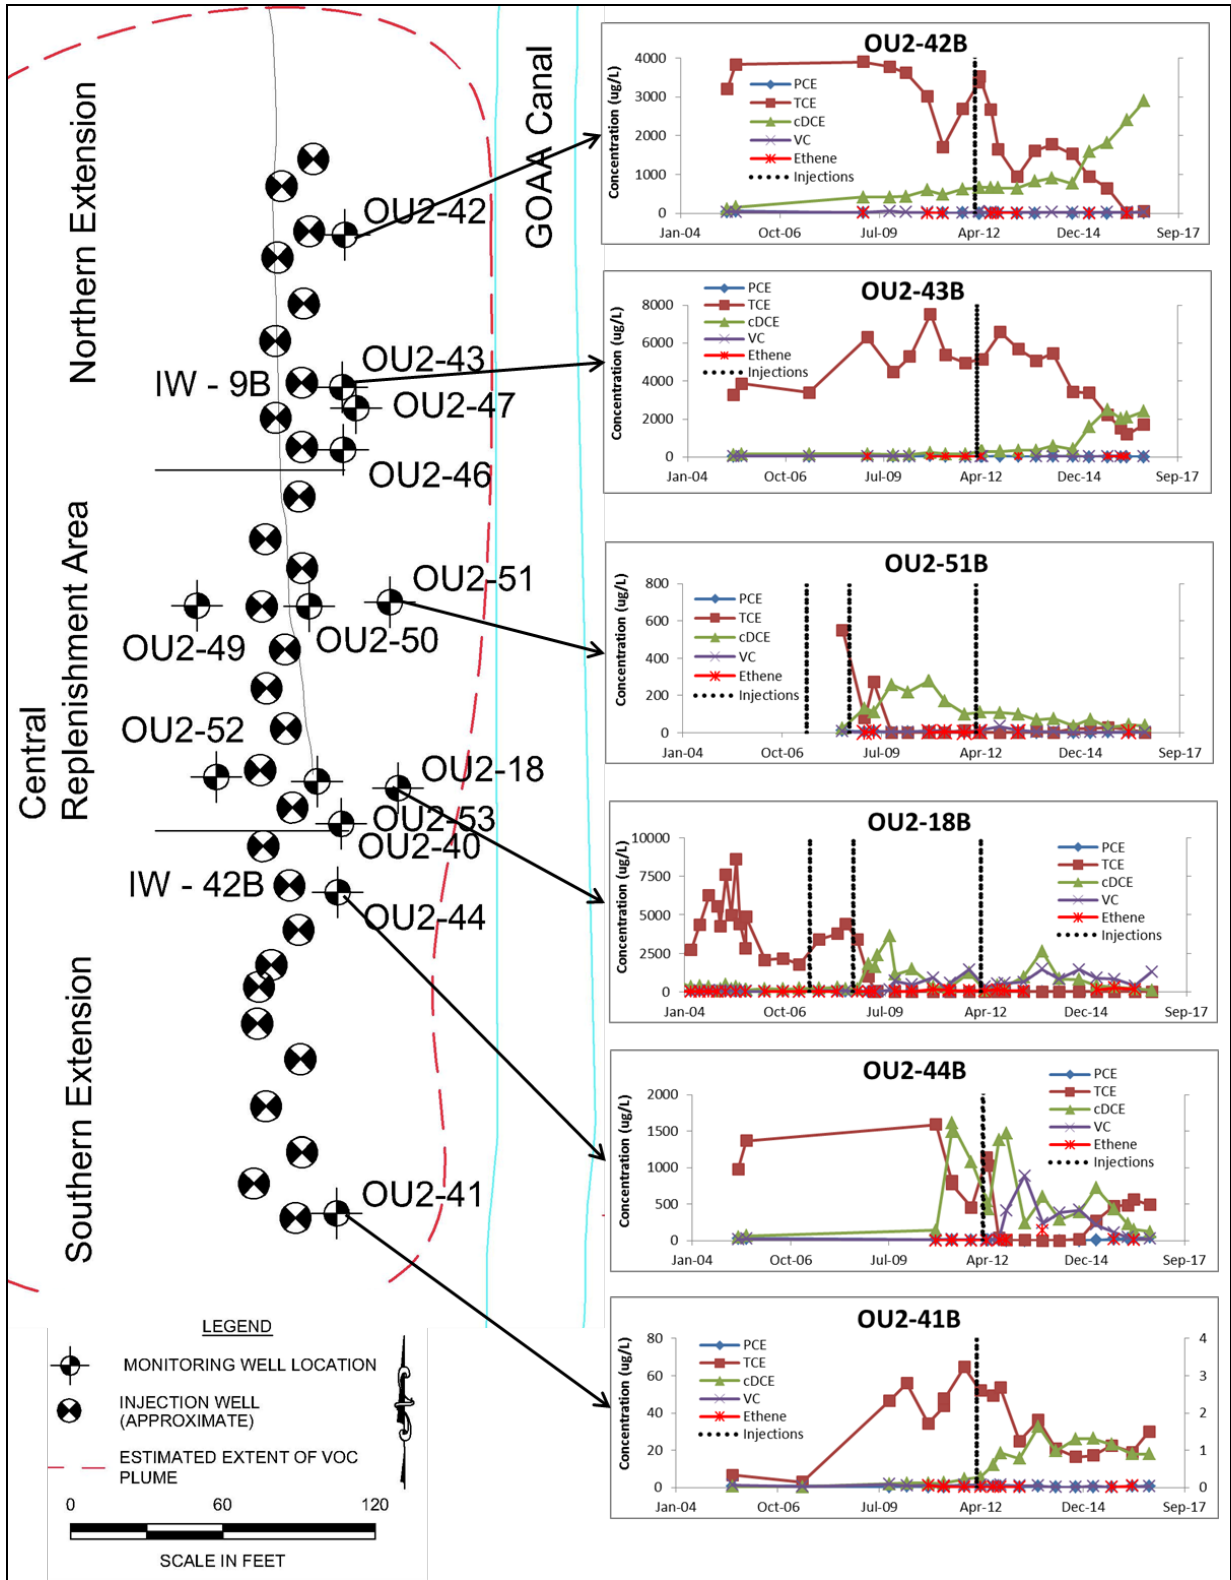 Northern Extension
Central
Replenishment Area
Southern Extension
GOAA Canal
OU2-42
OU2-43
IW - 9B
OU2-47
OU2-46
OU2-51
OU2-49
OU2-50
OU2-52
OU2-18
OU2-53
OU2-40
IW - 42B
OU2-44
OU2-41
LEGEND
MONITORING WELL LOCATION
INJECTION WELL
(APPROXIMATE)
ESTIMATED EXTENT OF VOC
PLUME
0 60 120
SCALE IN FEET
OU2-42B
Concentration (ug/L)
4000
3000
2000
1000
0
PCE
TCE
cDCE
VC
Ethene
Injections
Jan-04 Oct-06 Jul-09 Apr-12 Dec-14 Sep-17
OU2-43B
Concentration (ug/L)
8000
6000
4000
2000
0
PCE
TCE
cDCE
VC
Ethene
Injections
Jan-04 Oct-06 Jul-09 Apr-12 Dec-14 Sep-17
OU2-51B
Concentration (ug/L)
800
600
400
200
0
PCE
TCE
cDCE
VC
Ethene
Injections
Jan-04 Oct-06 Jul-09 Apr-12 Dec-14 Sep-17
OU2-18B
Concentration (ug/L)
10000
7500
5000
2500
0
PCE
TCE
cDCE
VC
Ethene
Injections
Jan-04 Oct-06 Jul-09 Apr-12 Dec-14 Sep-17
OU2-44B
Concentration (ug/L)
2000
1500
1000
500
0
PCE
TCE
cDCE
VC
Ethene
Injections
Jan-04 Oct-06 Jul-09 Apr-12 Dec-14 Sep-17
OU2-41B
Concentration (ug/L)
80
60
40
20
0
PCE
TCE
cDCE
VC
Ethene
Injections
4
3
2
1
0
Jan-04 Oct-06 Jul-09 Apr-12 Dec-14 Sep-17